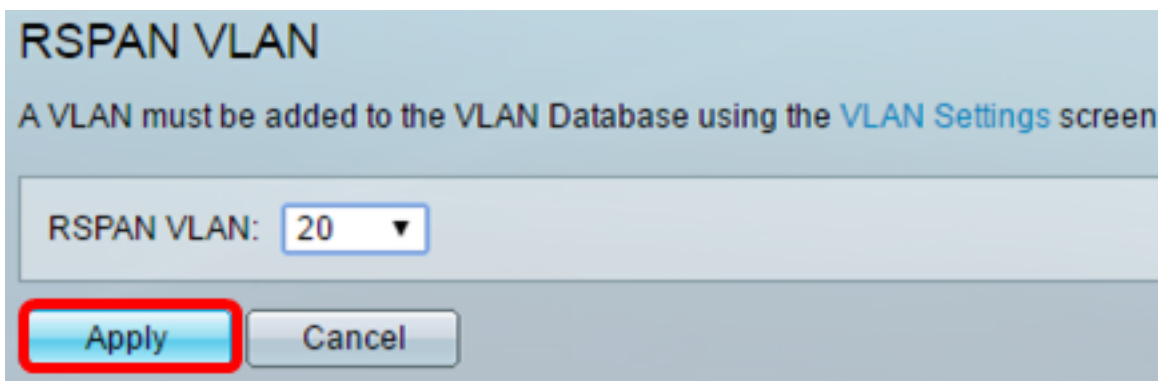 RSPAN VLAN
A VLAN must be added to the VLAN Database using the VLAN Settings screen
RSPAN VLAN: 20
Apply Cancel